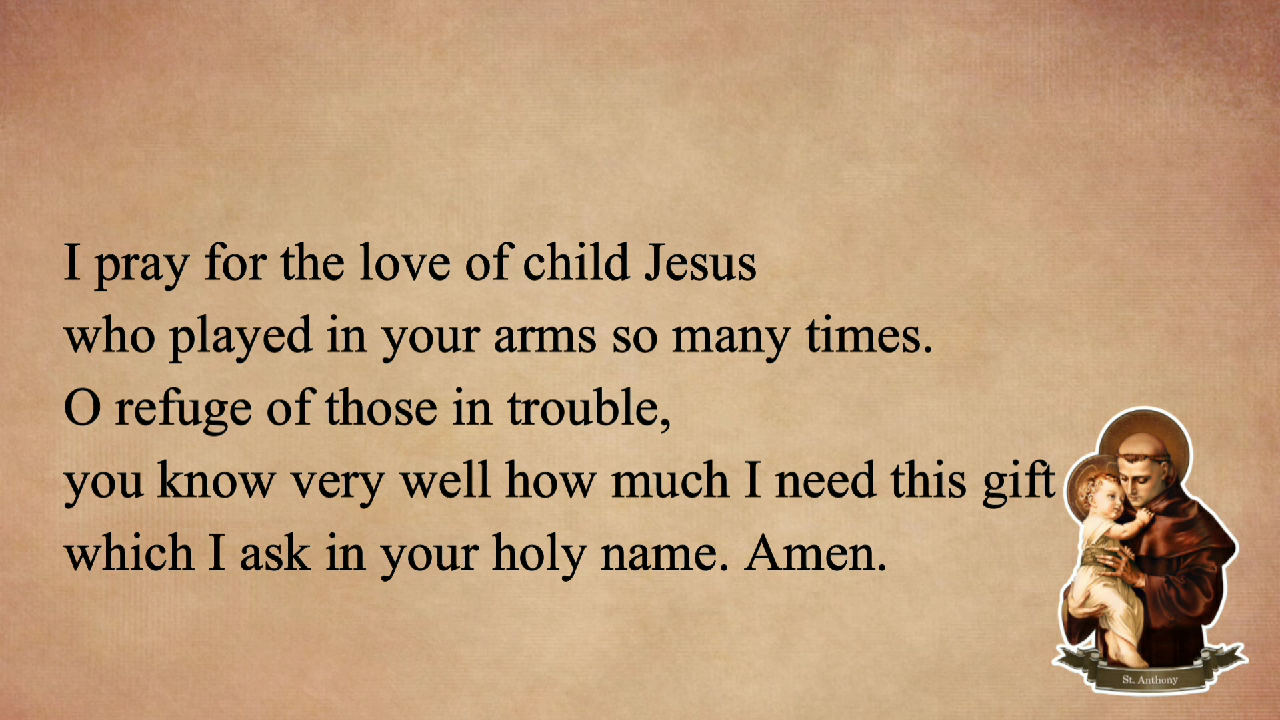 I pray for the love of child Jesus
who played in your arms so many times.
O refuge of those in trouble,
you know very well how much I need this gift
which I ask in your holy name. Amen.
St. Anthony